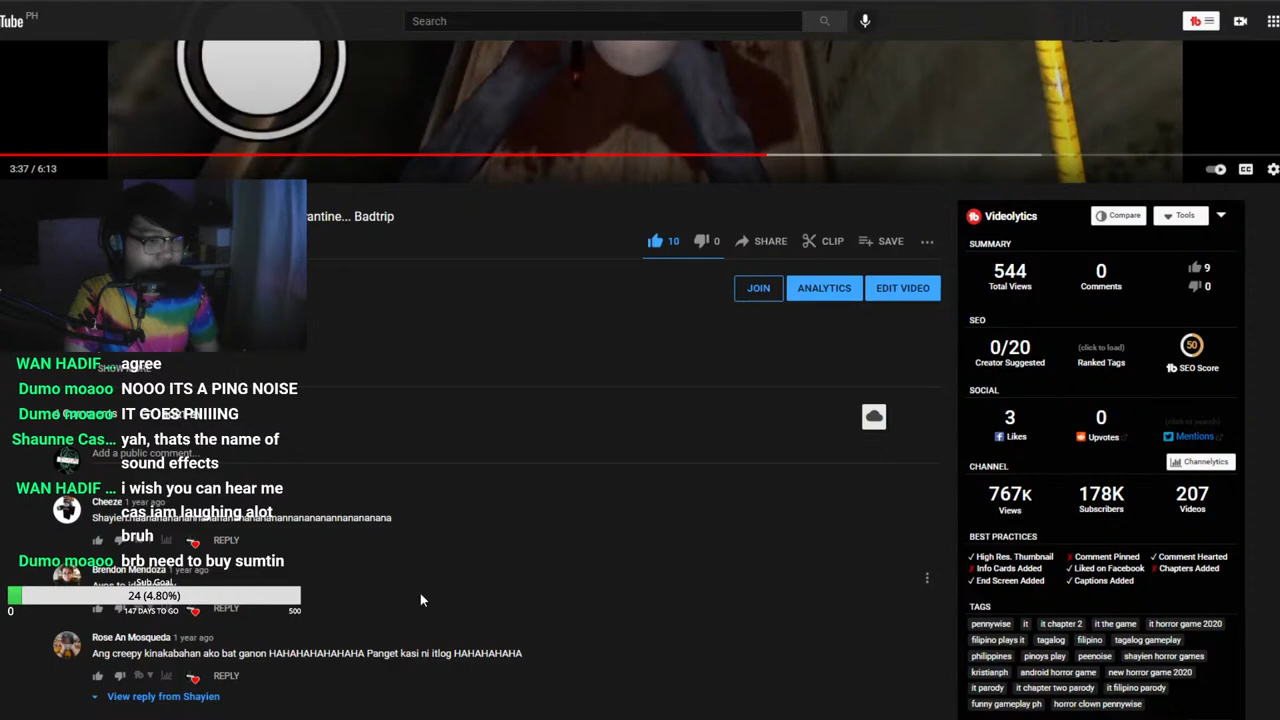 Tube PH
Search
tb
3:37 / 6:13
antine... Badtrip
10 0 SHARE CLIP SAVE ...
JOIN ANALYTICS EDIT VIDEO
WAN HADIF ... agree
Dumo moaoo NOOO ITS A PING NOISE
Dumo moaoo IT GOES PIIIING
Shaunne Cas... yah, thats the name of
sound effects
Add a public comment...
WAN HADIF ... i wish you can hear me
cas iam laughing alot
bruh
Cheeze 1 year ago
REPLY
Dumo moaoo brb need to buy sumtin
Brendon Mendoza 1 year ago
Sub Goal
24 (4.80%)
0 147 DAYS TO GO 500
REPLY
Rose An Mosqueda 1 year ago
Ang creepy kinakabahan ako bat ganon HAHAHAHAHAHAHA Panget kasi ni itlog HAHAHAHAHA
REPLY
View reply from Shayien
tb Videolytics Compare Tools
SUMMARY
544 0 9
Total Views Comments 0
SEO
0/20 (click to load) 50
Creator Suggested Ranked Tags tb SEO Score
SOCIAL
3 0 (click to search)
Likes Upvotes Mentions
CHANNEL Channelytics
767K 178K 207
Views Subscribers Videos
BEST PRACTICES
✓ High Res. Thumbnail ✗ Comment Pinned ✓ Comment Hearted
✗ Info Cards Added ✓ Liked on Facebook ✗ Chapters Added
✓ End Screen Added ✓ Captions Added
TAGS
pennywise it it chapter 2 it the game it horror game 2020
filipino plays it tagalog filipino tagalog gameplay
philippines pinoys play peenoise shayien horror games
kristianph android horror game new horror game 2020
it parody it chapter two parody it filipino parody
funny gameplay ph horror clown pennywise